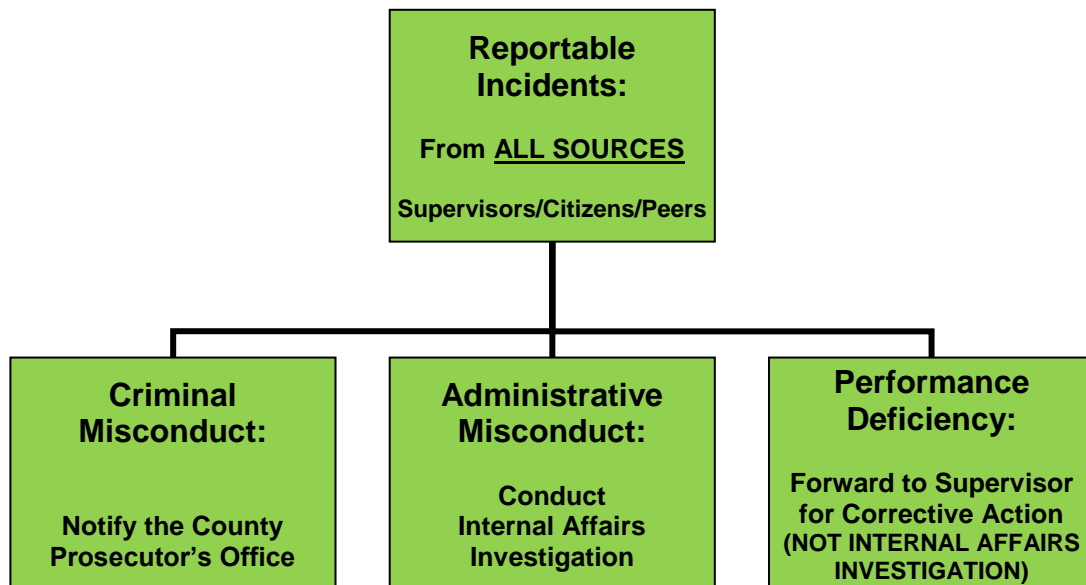 Reportable
Incidents:
From ALL SOURCES
Supervisors/Citizens/Peers
Criminal
Misconduct:
Notify the County
Prosecutor’s Office
Administrative
Misconduct:
Conduct
Internal Affairs
Investigation
Performance
Deficiency:
Forward to Supervisor
for Corrective Action
(NOT INTERNAL AFFAIRS
INVESTIGATION)